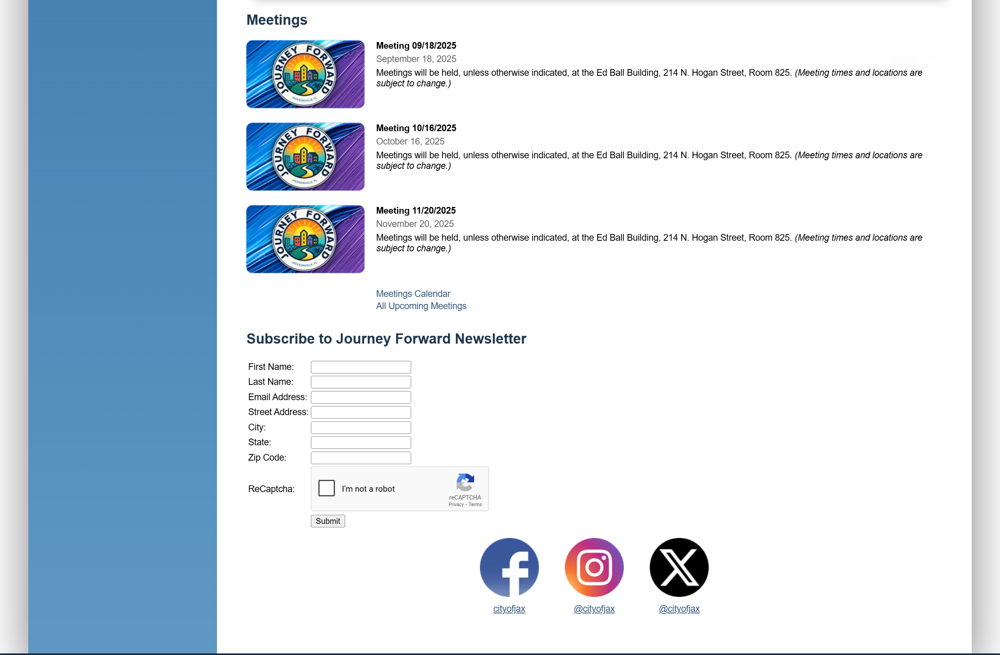 Meetings
JOURNEY FORWARD
JACKSONVILLE, FL
Meeting 09/18/2025
September 18, 2025
Meetings will be held, unless otherwise indicated, at the Ed Ball Building, 214 N. Hogan Street, Room 825. (Meeting times and locations are
subject to change.)
JOURNEY FORWARD
JACKSONVILLE, FL
Meeting 10/16/2025
October 16, 2025
Meetings will be held, unless otherwise indicated, at the Ed Ball Building, 214 N. Hogan Street, Room 825. (Meeting times and locations are
subject to change.)
JOURNEY FORWARD
JACKSONVILLE, FL
Meeting 11/20/2025
November 20, 2025
Meetings will be held, unless otherwise indicated, at the Ed Ball Building, 214 N. Hogan Street, Room 825. (Meeting times and locations are
subject to change.)
Meetings Calendar
All Upcoming Meetings
Subscribe to Journey Forward Newsletter
First Name:
Last Name:
Email Address:
Street Address:
City:
State:
Zip Code:
ReCaptcha:
I'm not a robot
reCAPTCHA
Privacy - Terms
Submit
cityofjax
@cityofjax
@cityofjax